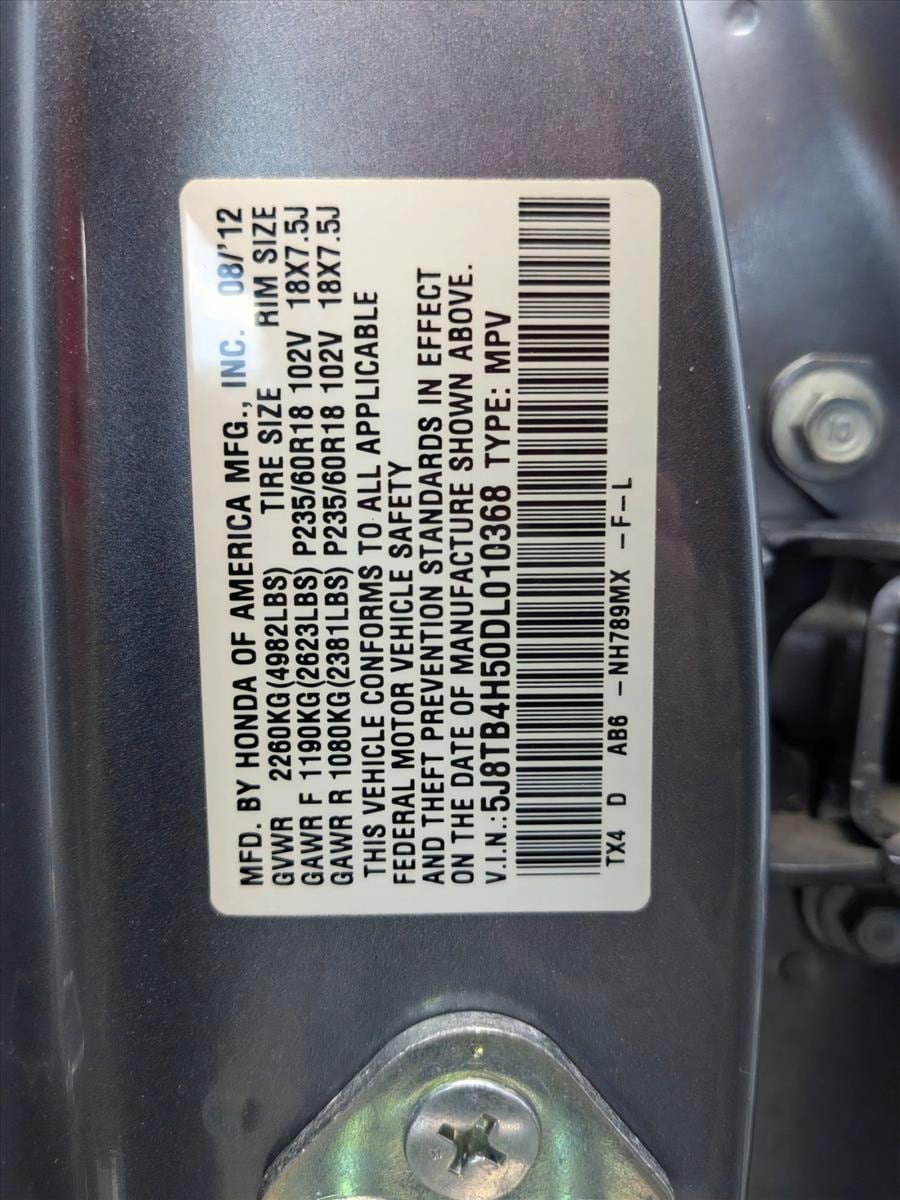 MFD. BY HONDA OF AMERICA MFG., INC. 08/'12
GVWR 2260KG(4982LBS) TIRE SIZE RIM SIZE
GAWR F 1190KG(2623LBS) P235/60R18 102V 18X7.5J
GAWR R 1080KG(2381LBS) P235/60R18 102V 18X7.5J
THIS VEHICLE CONFORMS TO ALL APPLICABLE
FEDERAL MOTOR VEHICLE SAFETY
AND THEFT PREVENTION STANDARDS IN EFFECT
ON THE DATE OF MANUFACTURE SHOWN ABOVE.
V.I.N.:5J8TB4H50DL010368 TYPE: MPV
TX4 D AB6 -NH789MX -F-L
10